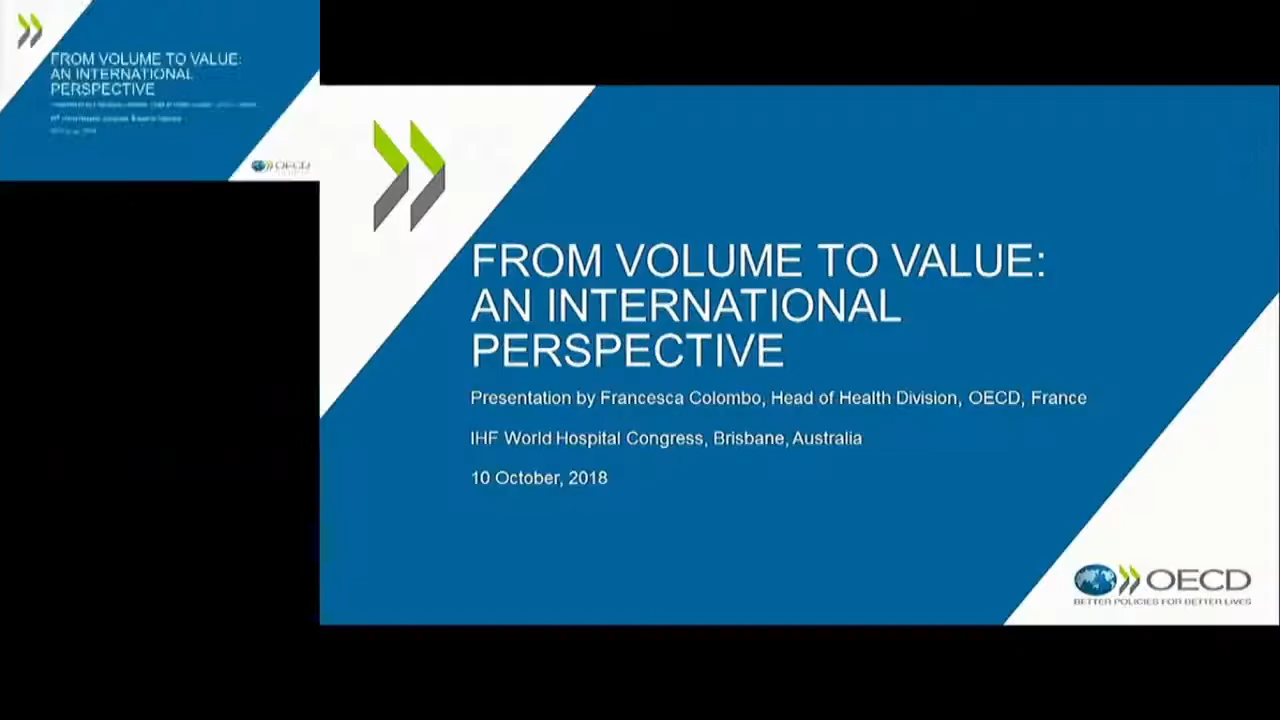 FROM VOLUME TO VALUE:
AN INTERNATIONAL
PERSPECTIVE
OECD
FROM VOLUME TO VALUE:
AN INTERNATIONAL
PERSPECTIVE
Presentation by Francesca Colombo, Head of Health Division, OECD, France
IHF World Hospital Congress, Brisbane, Australia
10 October, 2018
OECD
BETTER POLICIES FOR BETTER LIVES